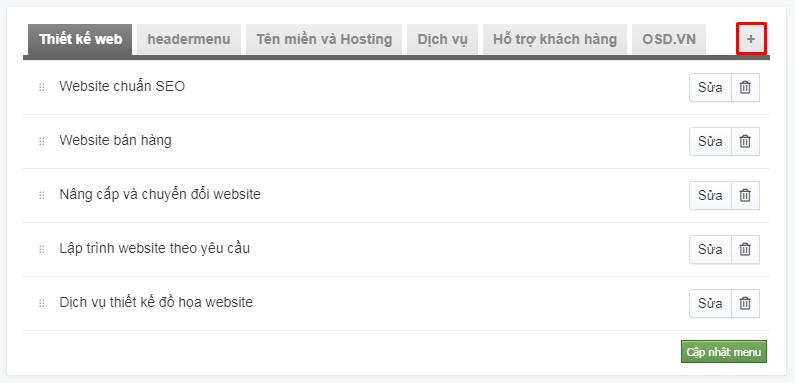 Thiết kế web headermenu Tên miền và Hosting Dịch vụ Hỗ trợ khách hàng OSD.VN +
Website chuẩn SEO Sửa
Website bán hàng Sửa
Nâng cấp và chuyển đổi website Sửa
Lập trình website theo yêu cầu Sửa
Dịch vụ thiết kế đồ họa website Sửa
Cập nhật menu